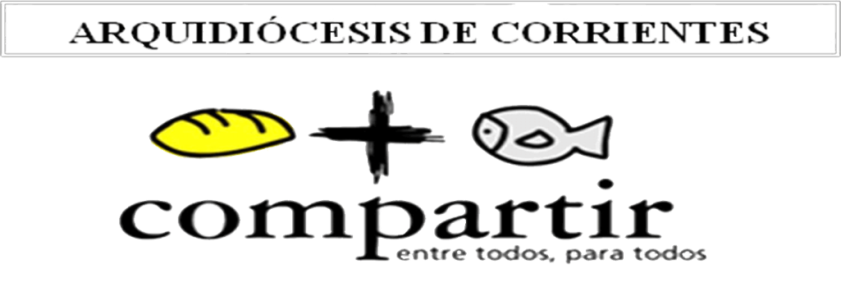 ARQUIDIÓCESIS DE CORRIENTES
compartir
entre todos, para todos